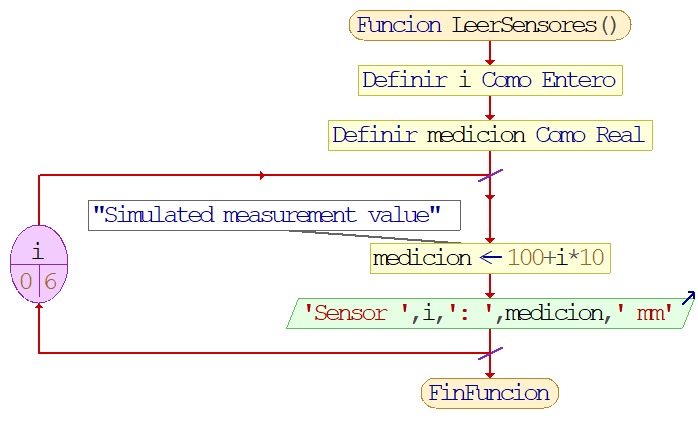 Funcion LeerSensores()
Definir i Como Entero
Definir medicion Como Real
"Simulated measurement value"
i
0 6
medicion ← 100+i*10
'Sensor ',i,': ',medicion,' mm'
FinFuncion